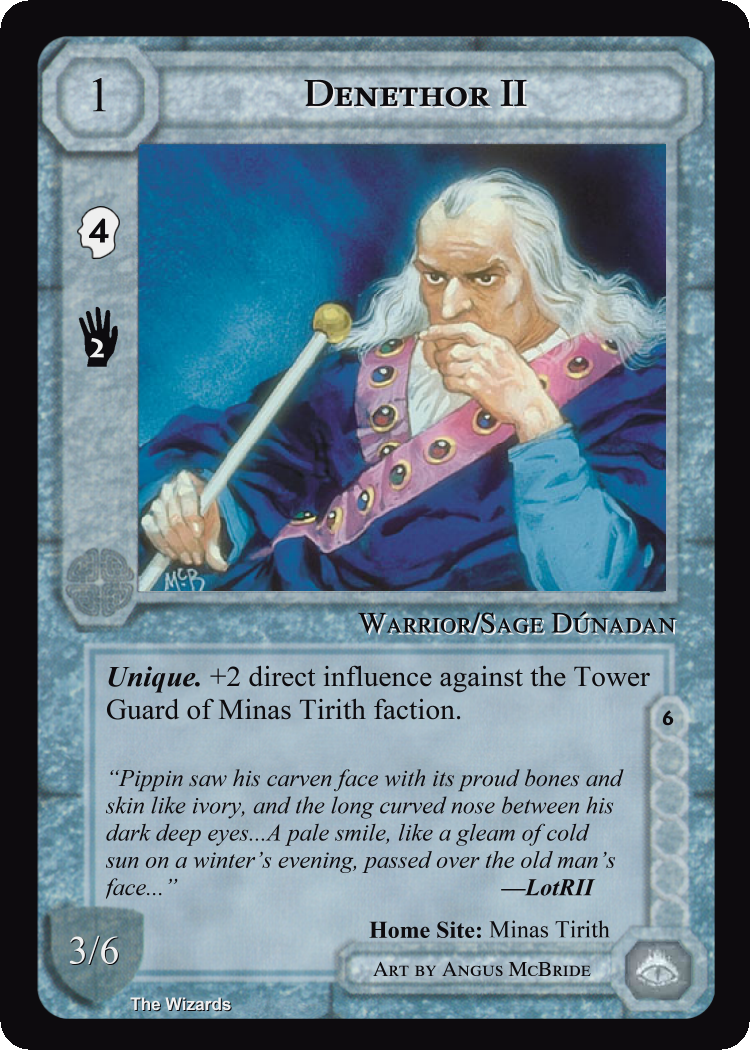 1
Denethor II
4
2
McB
Warrior/Sage Dúnadan
Unique. +2 direct influence against the Tower
Guard of Minas Tirith faction.
6
“Pippin saw his carven face with its proud bones and
skin like ivory, and the long curved nose between his
dark deep eyes...A pale smile, like a gleam of cold
sun on a winter’s evening, passed over the old man’s
face...” —LotRII
Home Site: Minas Tirith
3/6
Art by Angus McBride
The Wizards